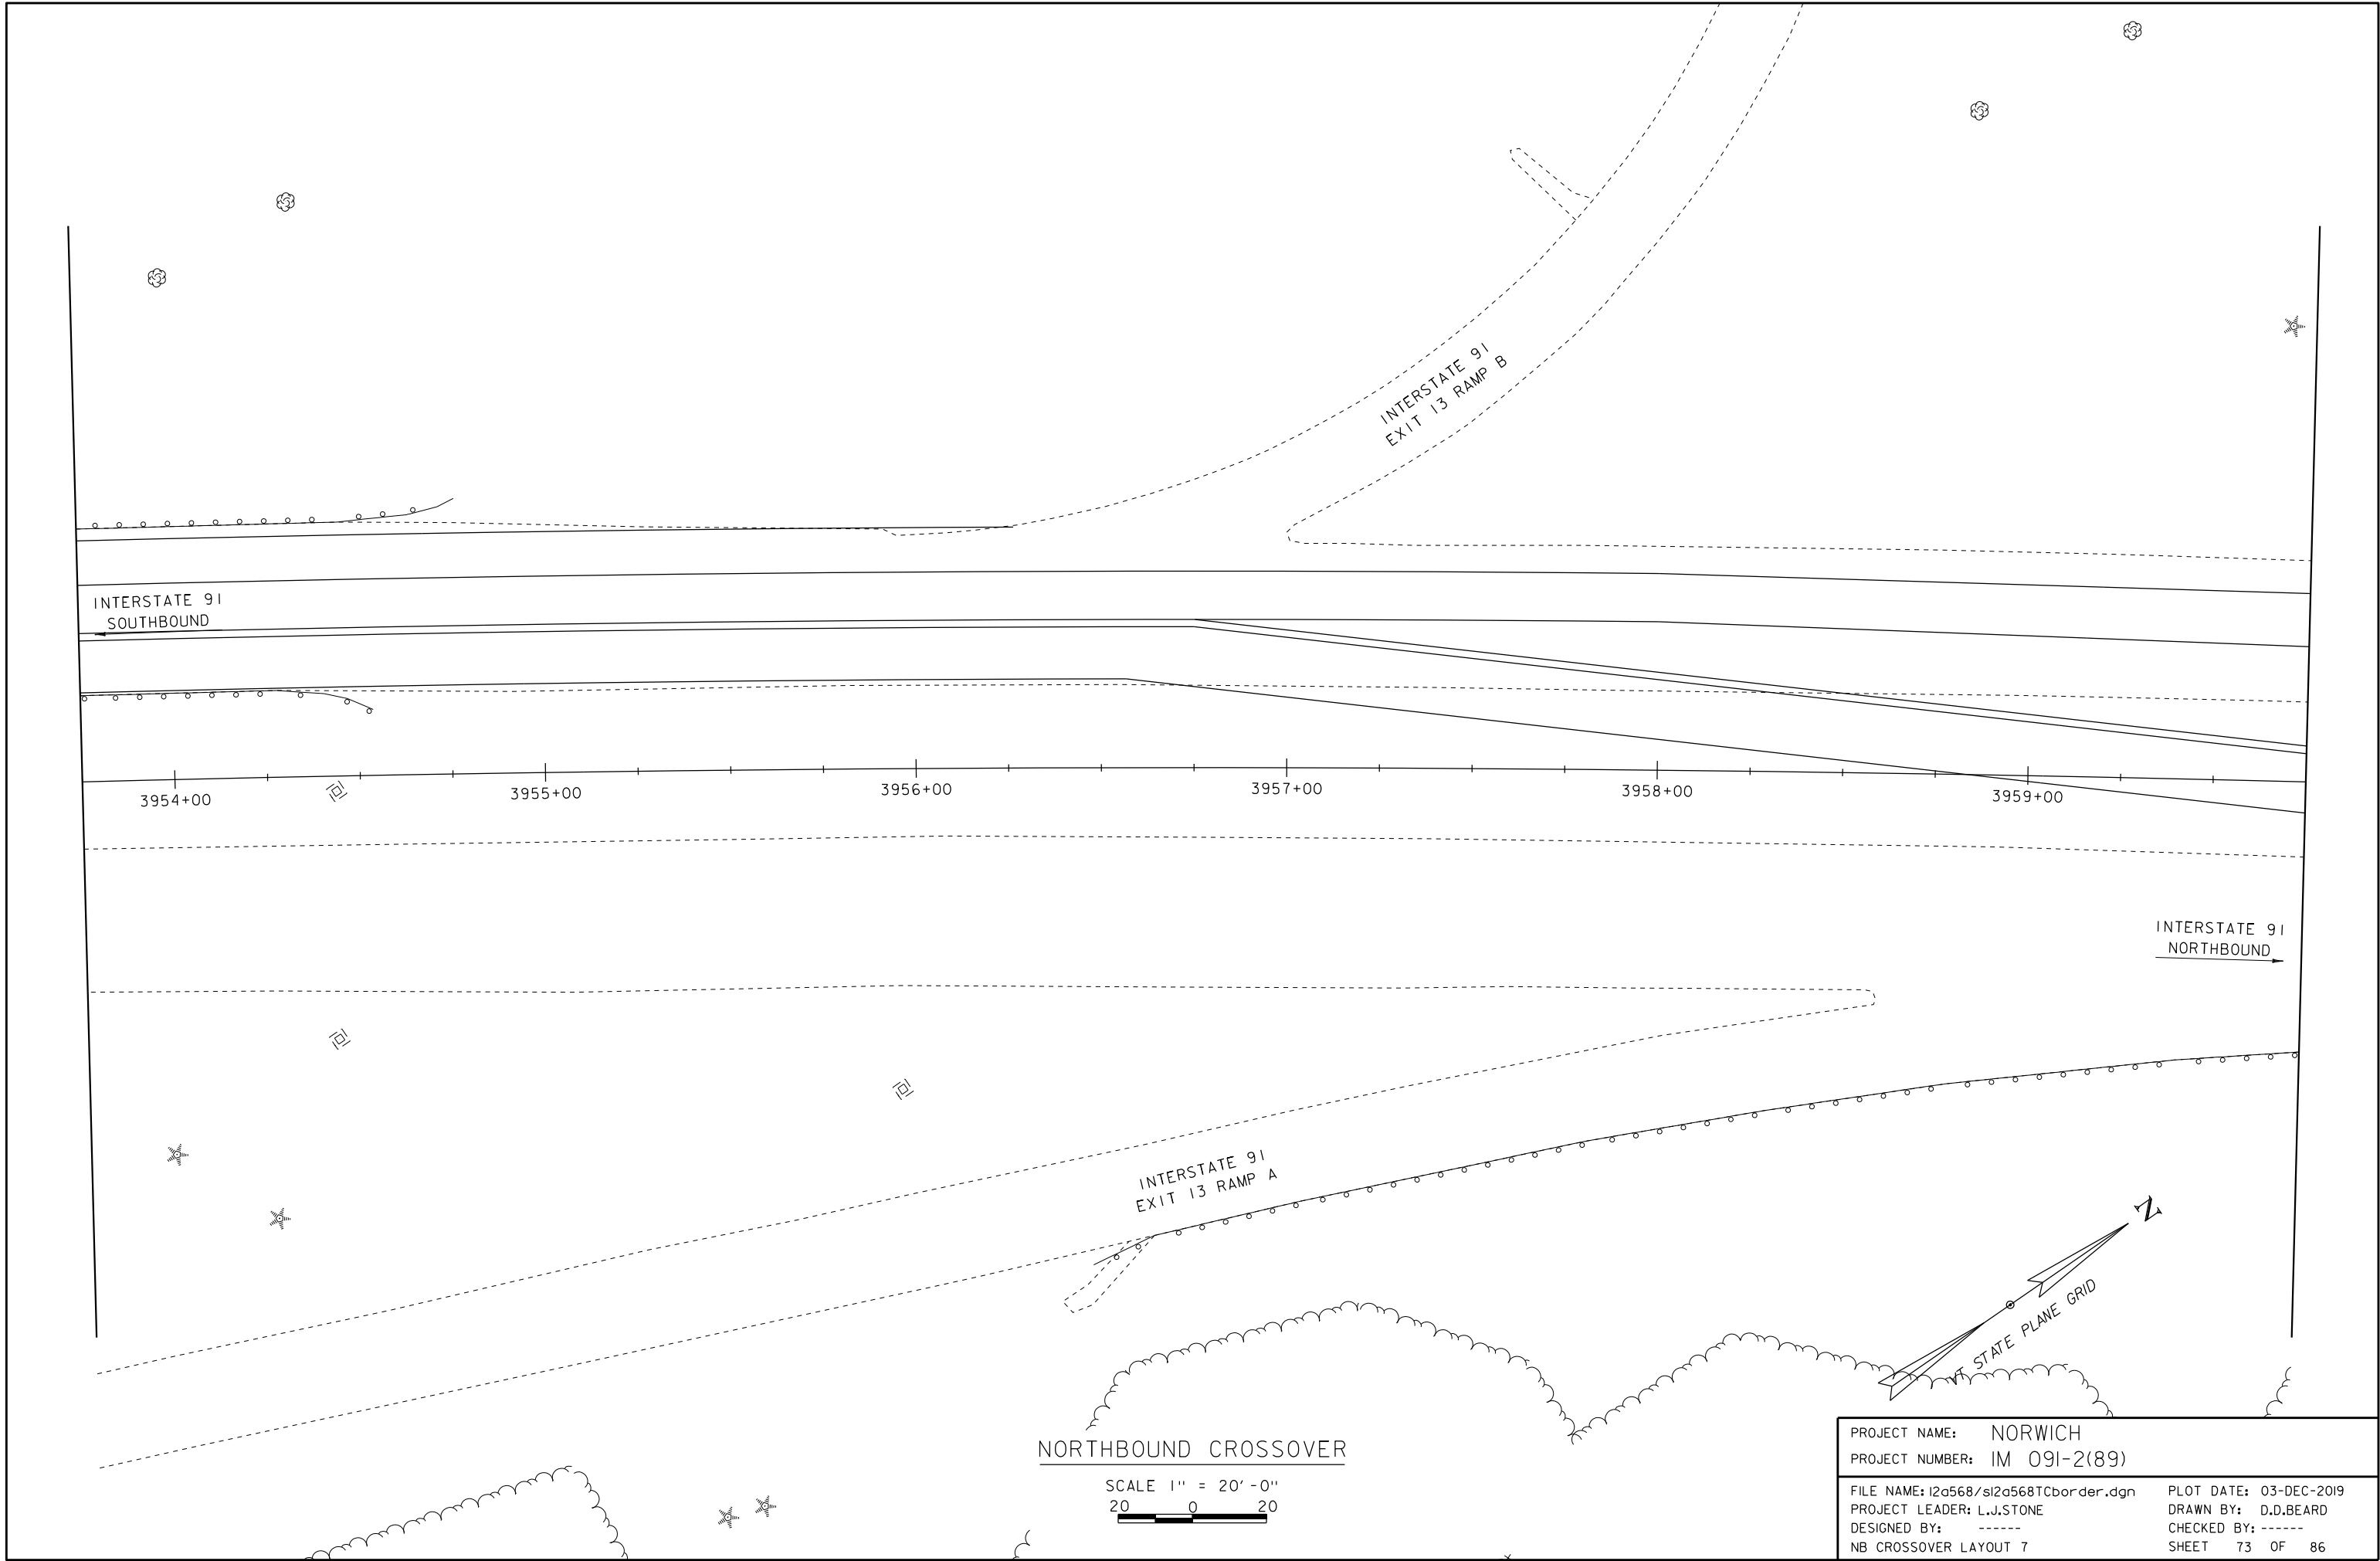 INTERSTATE 91
EXIT 13 RAMP B
INTERSTATE 91
SOUTHBOUND
3954+00
3955+00
3956+00
3957+00
3958+00
3959+00
INTERSTATE 91
NORTHBOUND
INTERSTATE 91
EXIT 13 RAMP A
N
VT STATE PLANE GRID
NORTHBOUND CROSSOVER
SCALE 1" = 20'-0"
20 0 20
PROJECT NAME: NORWICH
PROJECT NUMBER: IM 091-2(89)
FILE NAME: 12a568/s12a568TCborder.dgn PLOT DATE: 03-DEC-2019
PROJECT LEADER: L.J.STONE DRAWN BY: D.D.BEARD
DESIGNED BY: ------ CHECKED BY: ------
NB CROSSOVER LAYOUT 7 SHEET 73 OF 86